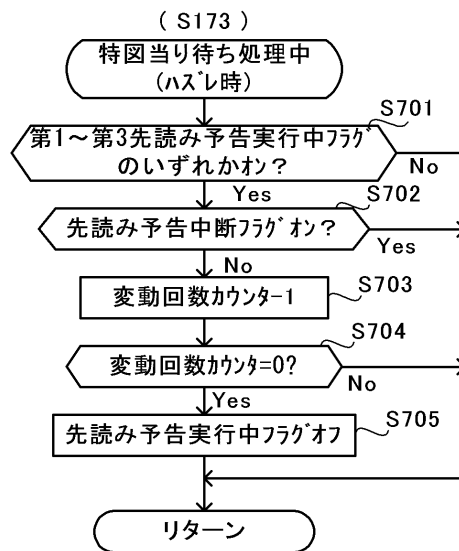 ( S173 )
特図当り待ち処理中
(ﾊｽﾞﾚ時)
S701
第1～第3先読み予告実行中ﾌﾗｸﾞ
のいずれかオン？
No
Yes
S702
先読み予告中断ﾌﾗｸﾞｵﾝ？
Yes
No
S703
変動回数ｶｳﾝﾀ-1
S704
変動回数ｶｳﾝﾀ=0?
No
Yes
S705
先読み予告実行中ﾌﾗｸﾞｵﾌ
リターン